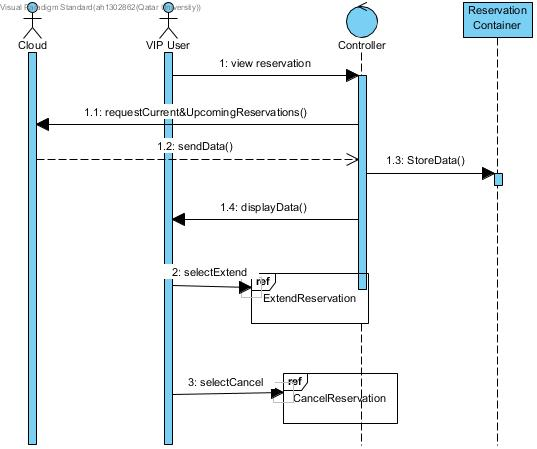 Visual Paradigm Standard(ah1302862(Qatar University))
Reservation
Container
Cloud
VIP User
Controller
1: view reservation
1.1: requestCurrent&UpcomingReservations()
1.2: sendData()
1.3: StoreData()
1.4: displayData()
2: selectExtend
ref
ExtendReservation
3: selectCancel
ref
CancelReservation